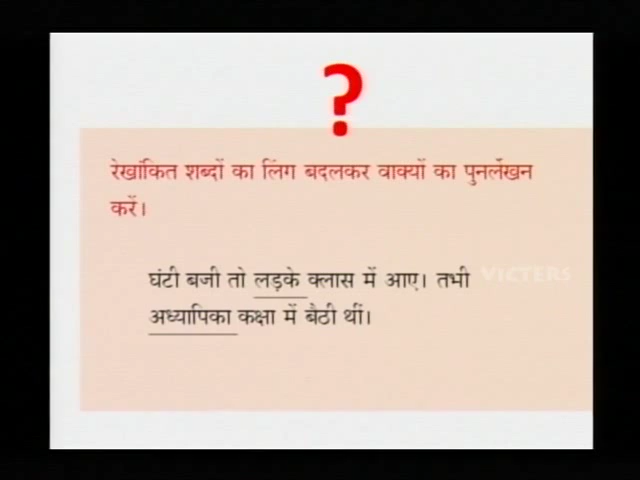 ?
रेखांकित शब्दों का लिंग बदलकर वाक्यों का पुनर्लेखन
करें।
घंटी बजी तो लड़के क्लास में आए। तभी
VICTERS
अध्यापिका कक्षा में बैठी थीं।